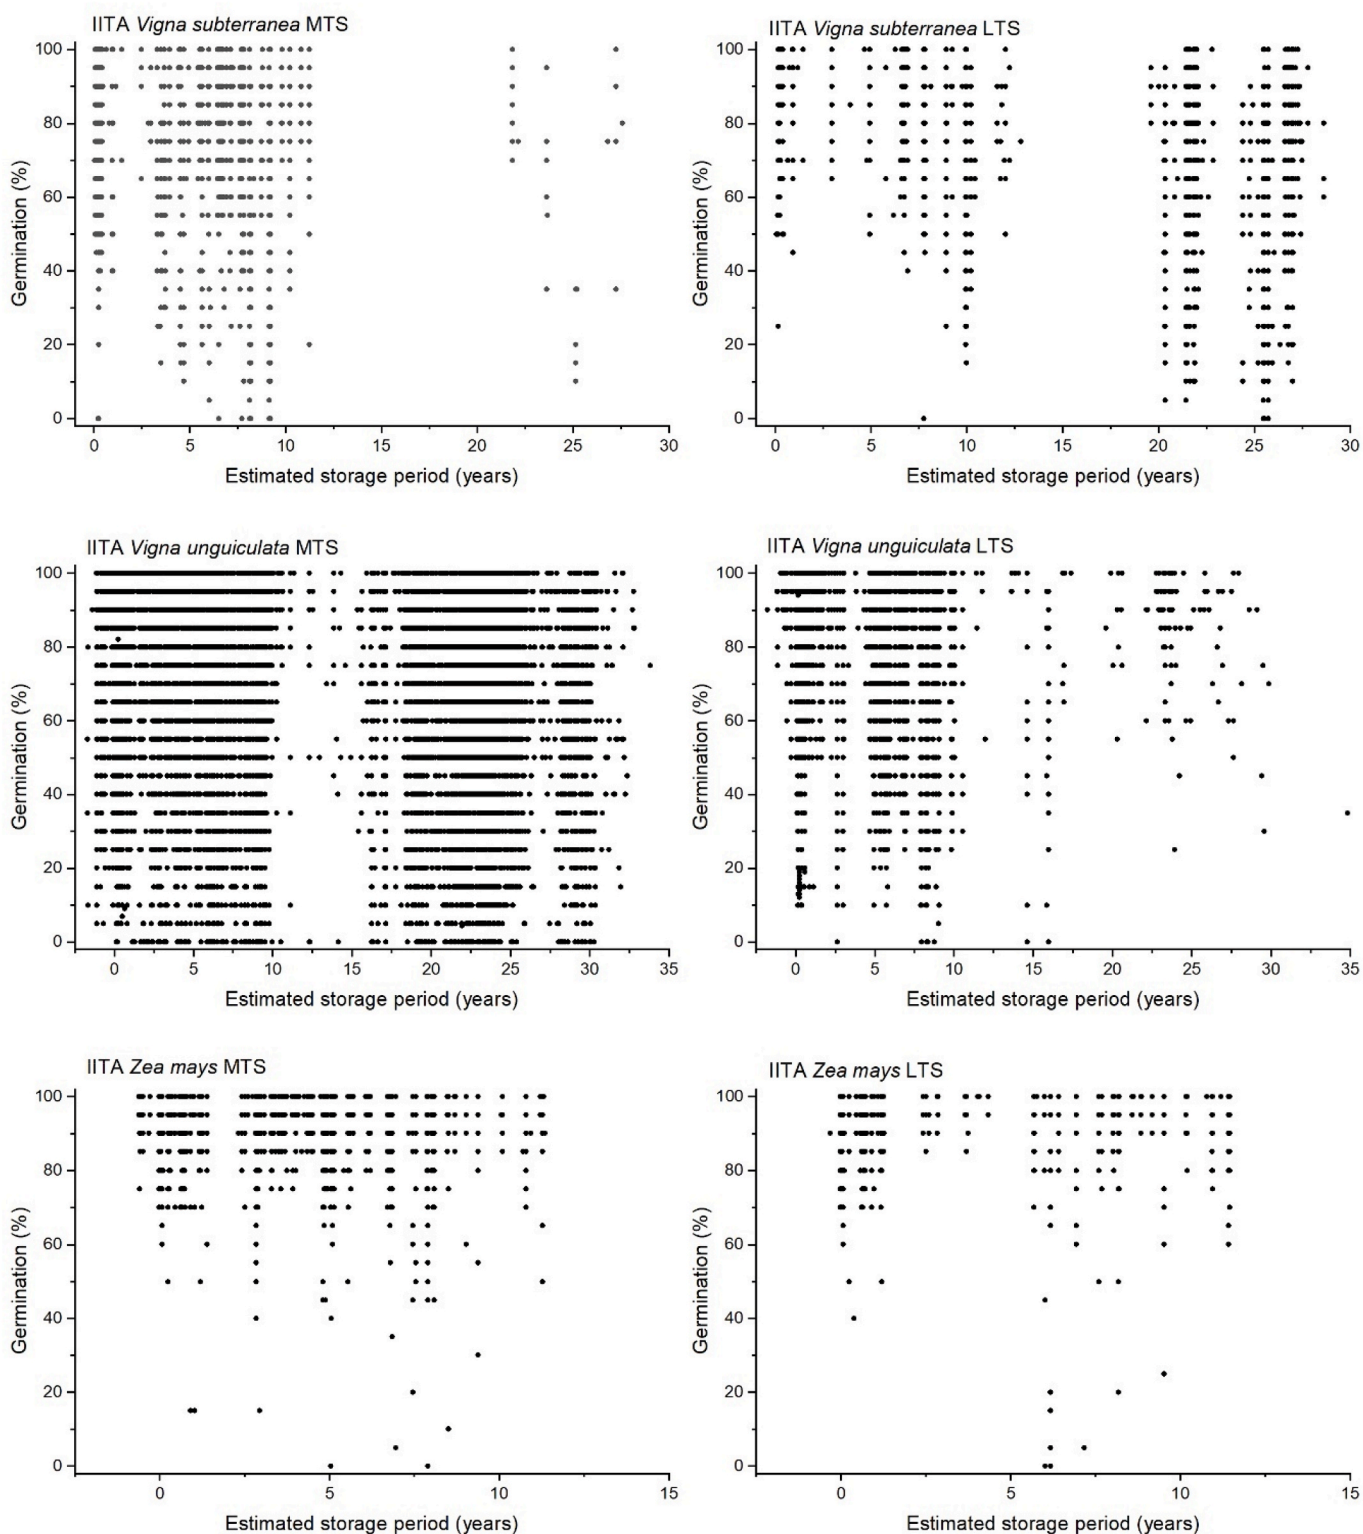 IITA Vigna subterranea MTS
IITA Vigna subterranea LTS
100
80
60
40
20
0
Germination (%)
0 5 10 15 20 25 30
Estimated storage period (years)
100
80
60
40
20
0
Germination (%)
0 5 10 15 20 25 30
Estimated storage period (years)
IITA Vigna unguiculata MTS
IITA Vigna unguiculata LTS
100
80
60
40
20
0
Germination (%)
0 5 10 15 20 25 30 35
Estimated storage period (years)
100
80
60
40
20
0
Germination (%)
0 5 10 15 20 25 30 35
Estimated storage period (years)
IITA Zea mays MTS
IITA Zea mays LTS
100
80
60
40
20
0
Germination (%)
0 5 10 15
Estimated storage period (years)
100
80
60
40
20
0
Germination (%)
0 5 10 15
Estimated storage period (years)